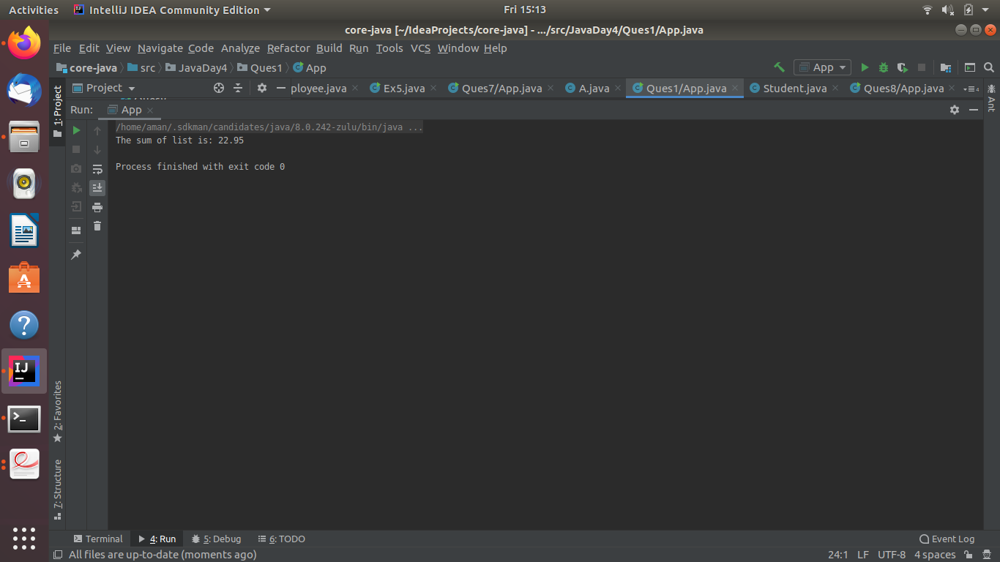 Activities IntelliJ IDEA Community Edition Fri 15:13
core-java [~/IdeaProjects/core-java] - .../src/JavaDay4/Ques1/App.java
File Edit View Navigate Code Analyze Refactor Build Run Tools VCS Window Help
core-java src JavaDay4 Ques1 App App
1: Project Project ployee.java Ex5.java Ques7/App.java A.java Ques1/App.java Student.java Ques8/App.java 4 Ant
Run: App
/home/aman/.sdkman/candidates/java/8.0.242-zulu/bin/java ...
The sum of list is: 22.95
Process finished with exit code 0
2: Favorites
7: Structure
Terminal 4: Run 5: Debug 6: TODO Event Log
All files are up-to-date (moments ago) 24:1 LF UTF-8 4 spaces